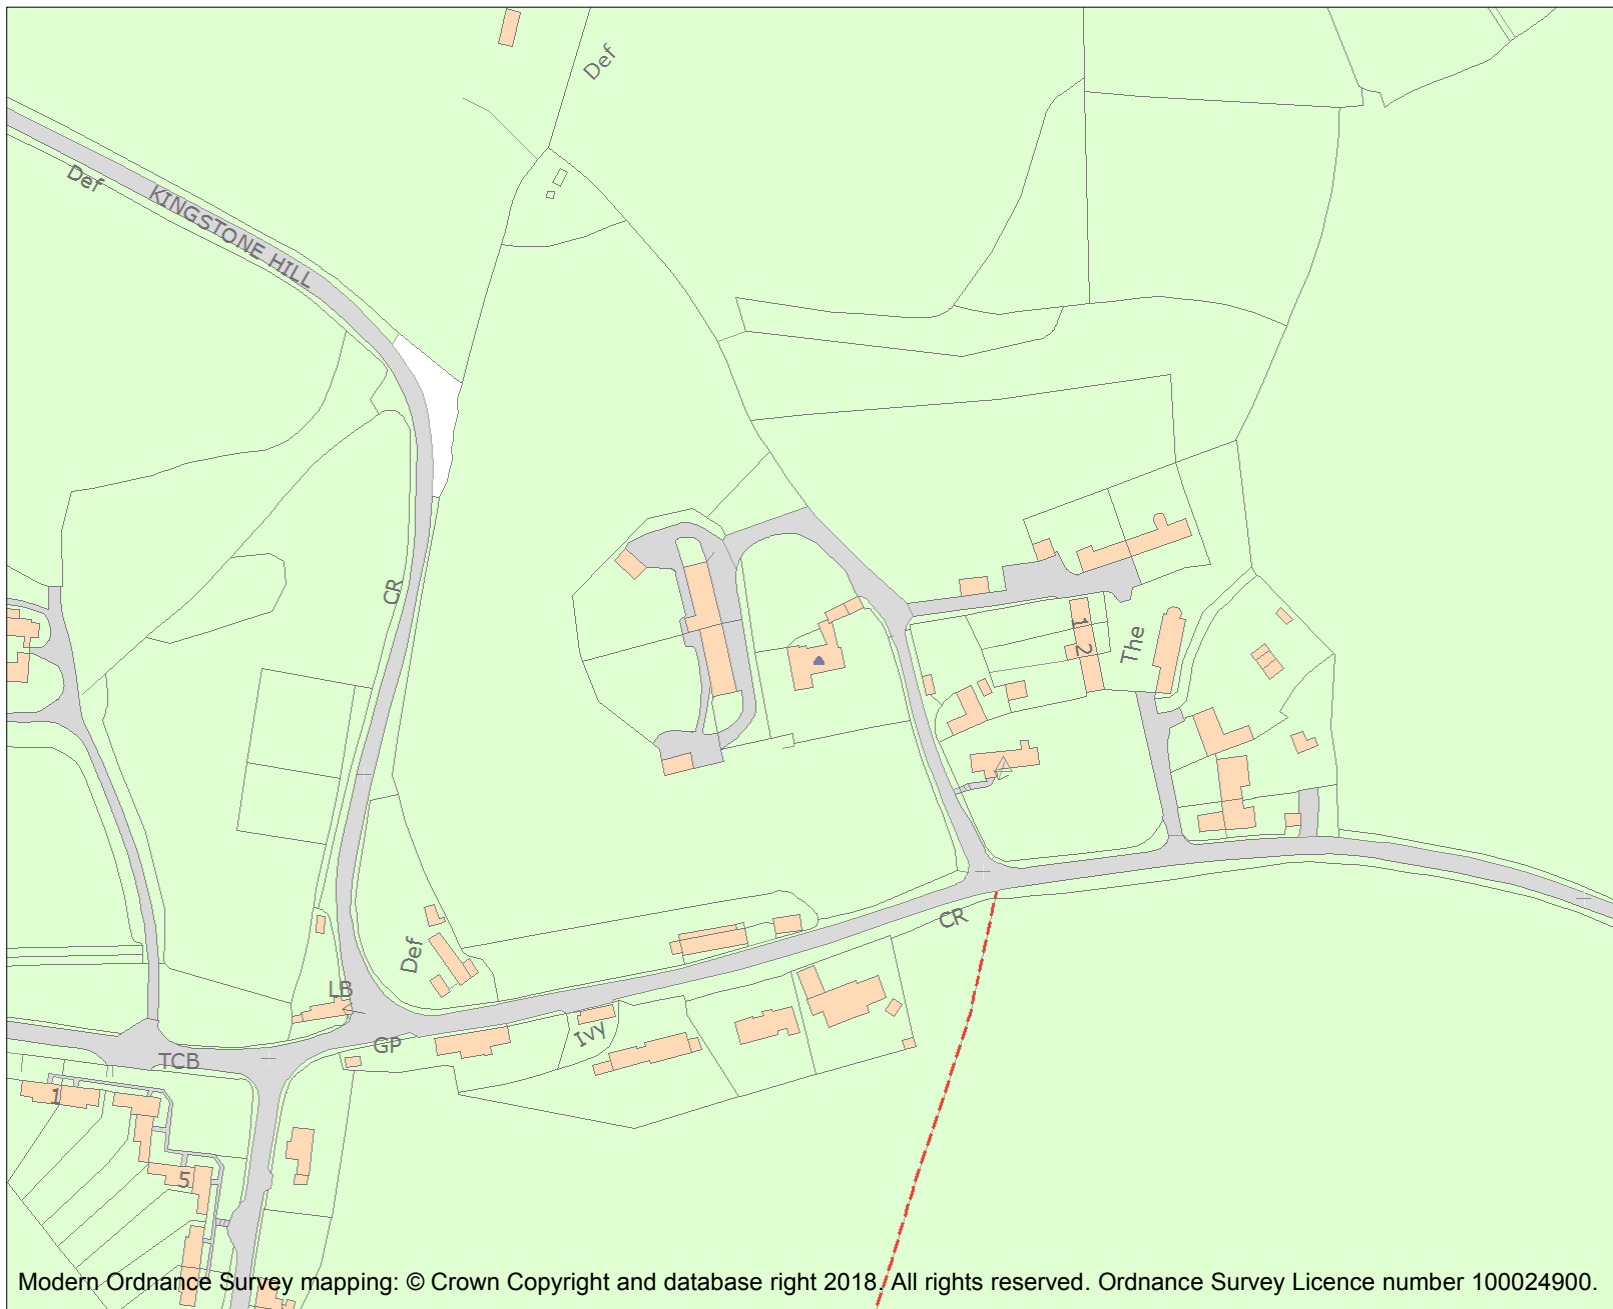 Def
Def
KINGSTONE HILL
CR
1
2
The
CR
Def
LB
Ivy
GP
TCB
1
5
Modern Ordnance Survey mapping: © Crown Copyright and database right 2018. All rights reserved. Ordnance Survey Licence number 100024900.